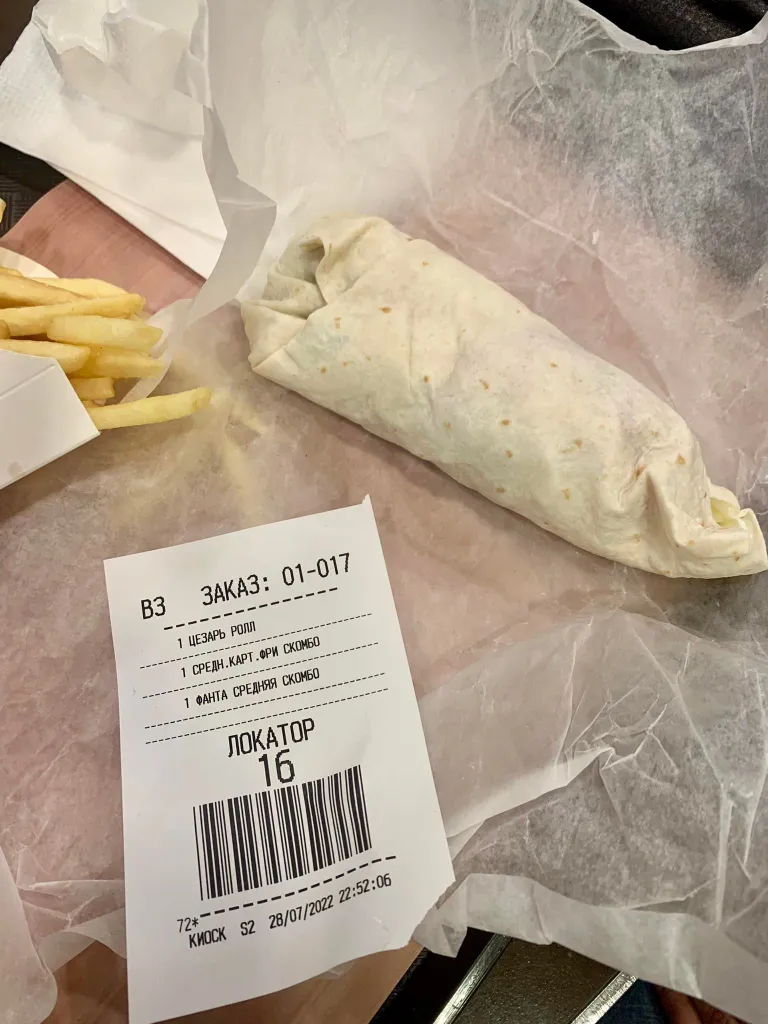 ВЗ ЗАКАЗ: 01-017
1 ЦЕЗАРЬ РОЛЛ
1 СРЕДН.КАРТ.ФРИ СКОМБО
1 ФАНТА СРЕДНЯЯ СКОМБО
ЛОКАТОР
16
72*
КИОСК S2 28/07/2022 22:52:06